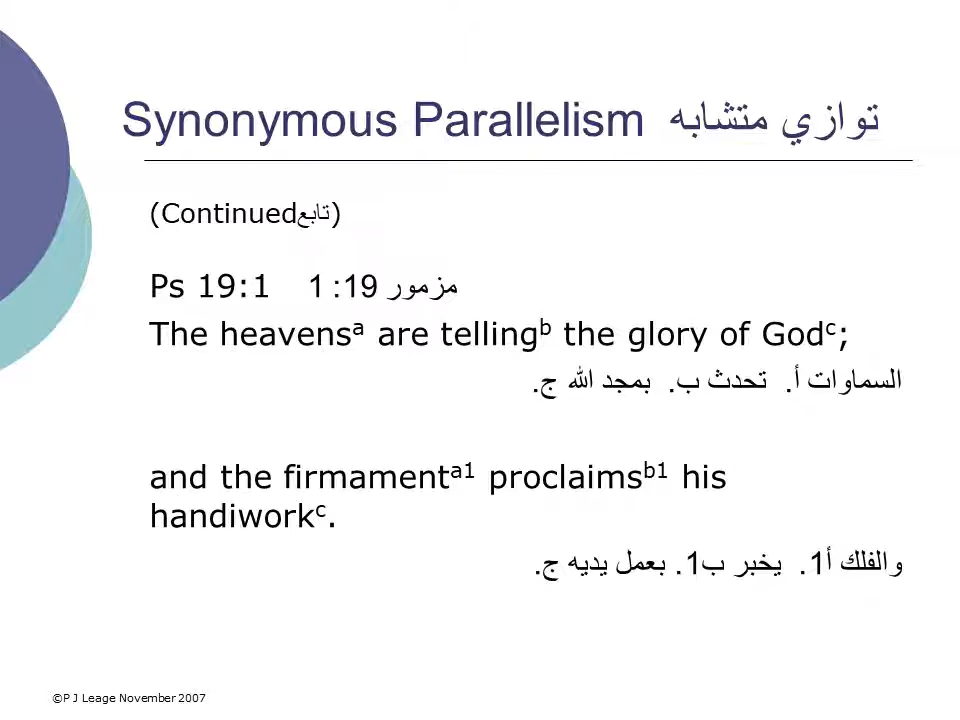 Synonymous Parallelism توازي متشابه
(Continuedتابع)
Ps 19:1 مزمور 19: 1
The heavensᵃ are tellingᵇ the glory of Godᶜ;
السماوات أ. تحدث ب. بمجد الله ج.
and the firmamentᵃ¹ proclaimsᵇ¹ his
handiworkᶜ.
والفلك أ1. يخبر ب1. بعمل يديه ج.
©P J Leage November 2007